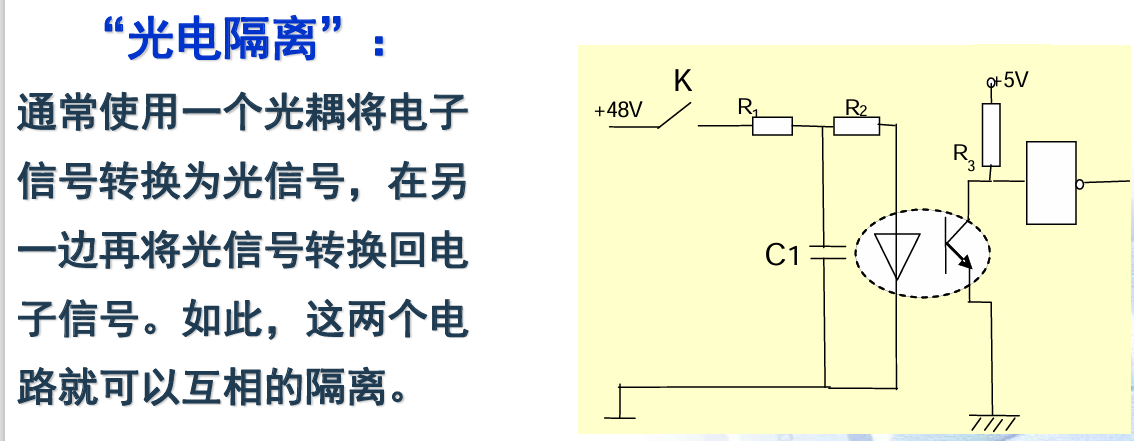 “光电隔离”：
通常使用一个光耦将电子
信号转换为光信号，在另
一边再将光信号转换回电
子信号。如此，这两个电
路就可以互相的隔离。
K
+48V
R1
R2
+5V
R3
C1